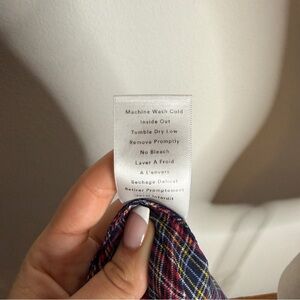 Machine Wash Cold
Inside Out
Tumble Dry Low
Remove Promptly
No Bleach
Laver A Froid
A L'envers
Sechage Delicat
Retirer Promptement
Interdit